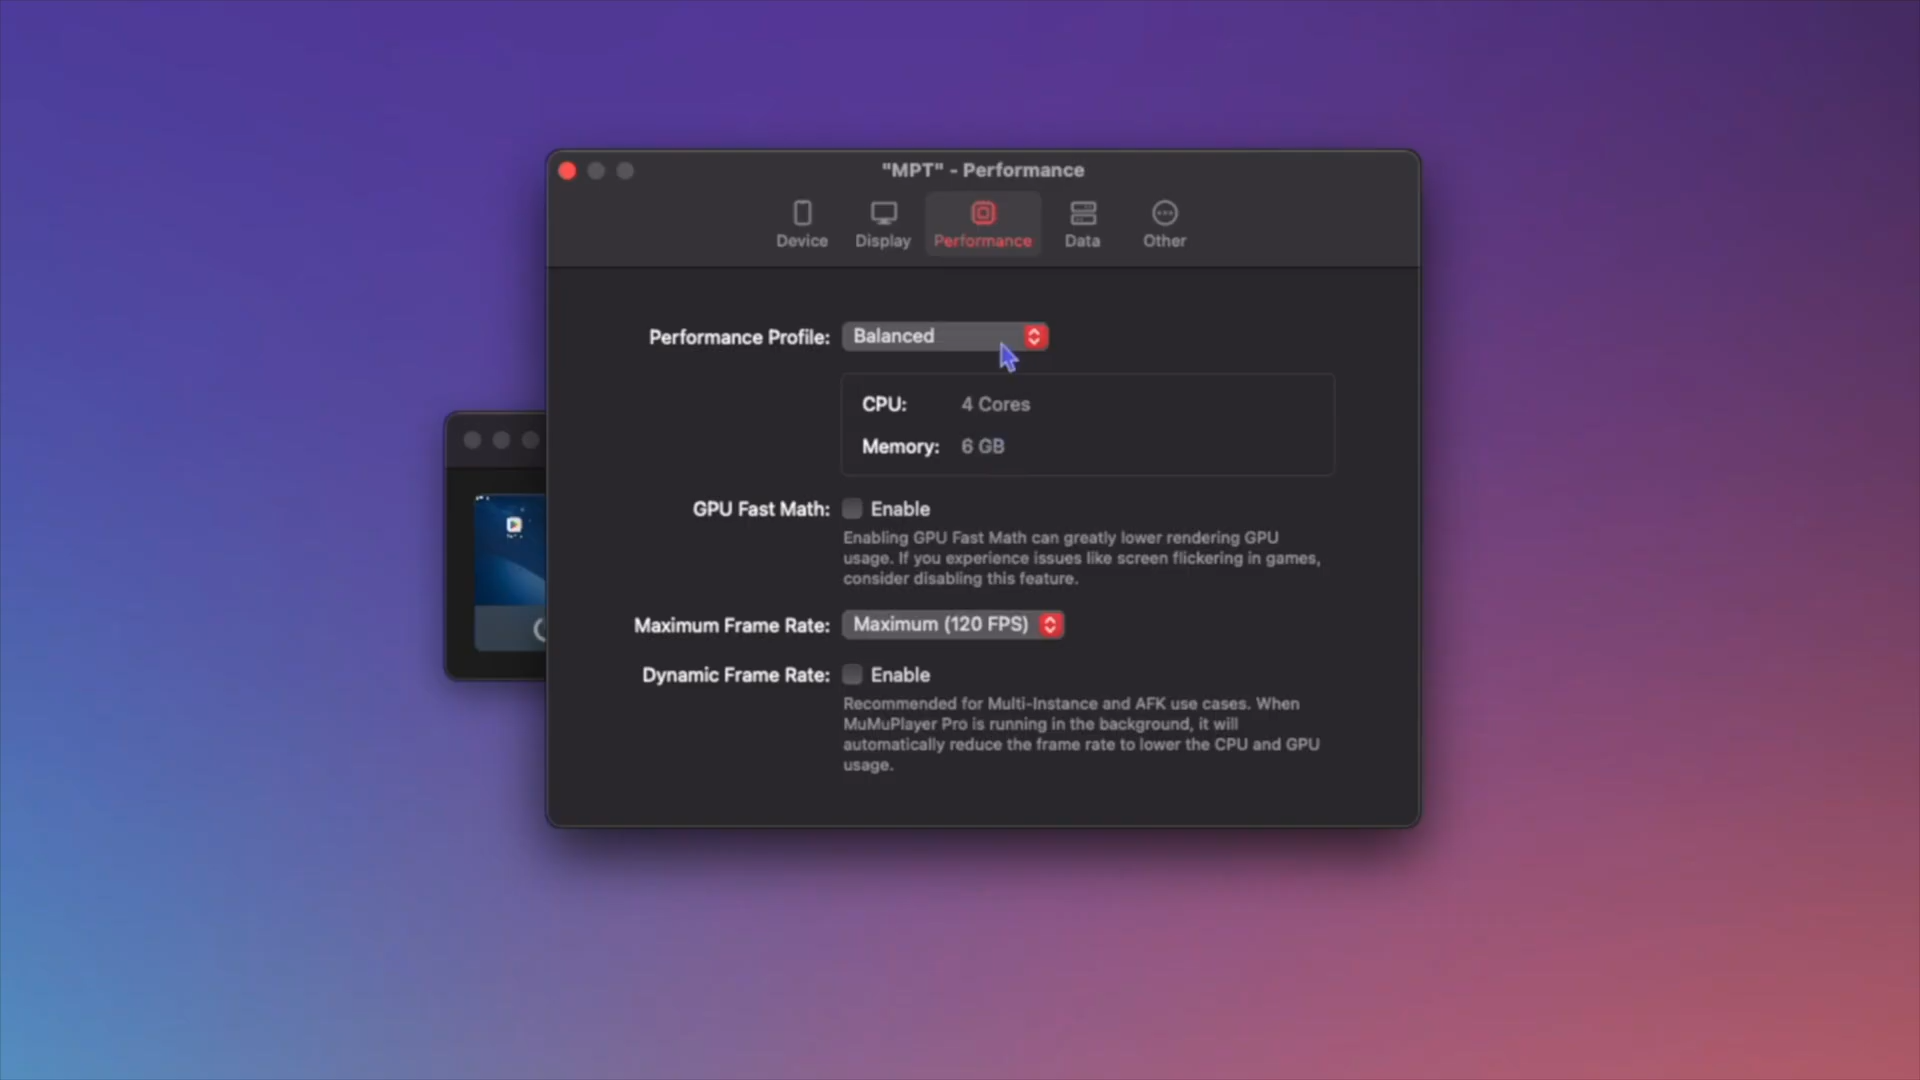 "MPT" - Performance
Device
Display
Performance
Data
Other
Performance Profile: Balanced
CPU: 4 Cores
Memory: 6 GB
GPU Fast Math: Enable
Enabling GPU Fast Math can greatly lower rendering GPU
usage. If you experience issues like screen flickering in games,
consider disabling this feature.
Maximum Frame Rate: Maximum (120 FPS)
Dynamic Frame Rate: Enable
Recommended for Multi-Instance and AFK use cases. When
MuMuPlayer Pro is running in the background, it will
automatically reduce the frame rate to lower the CPU and GPU
usage.